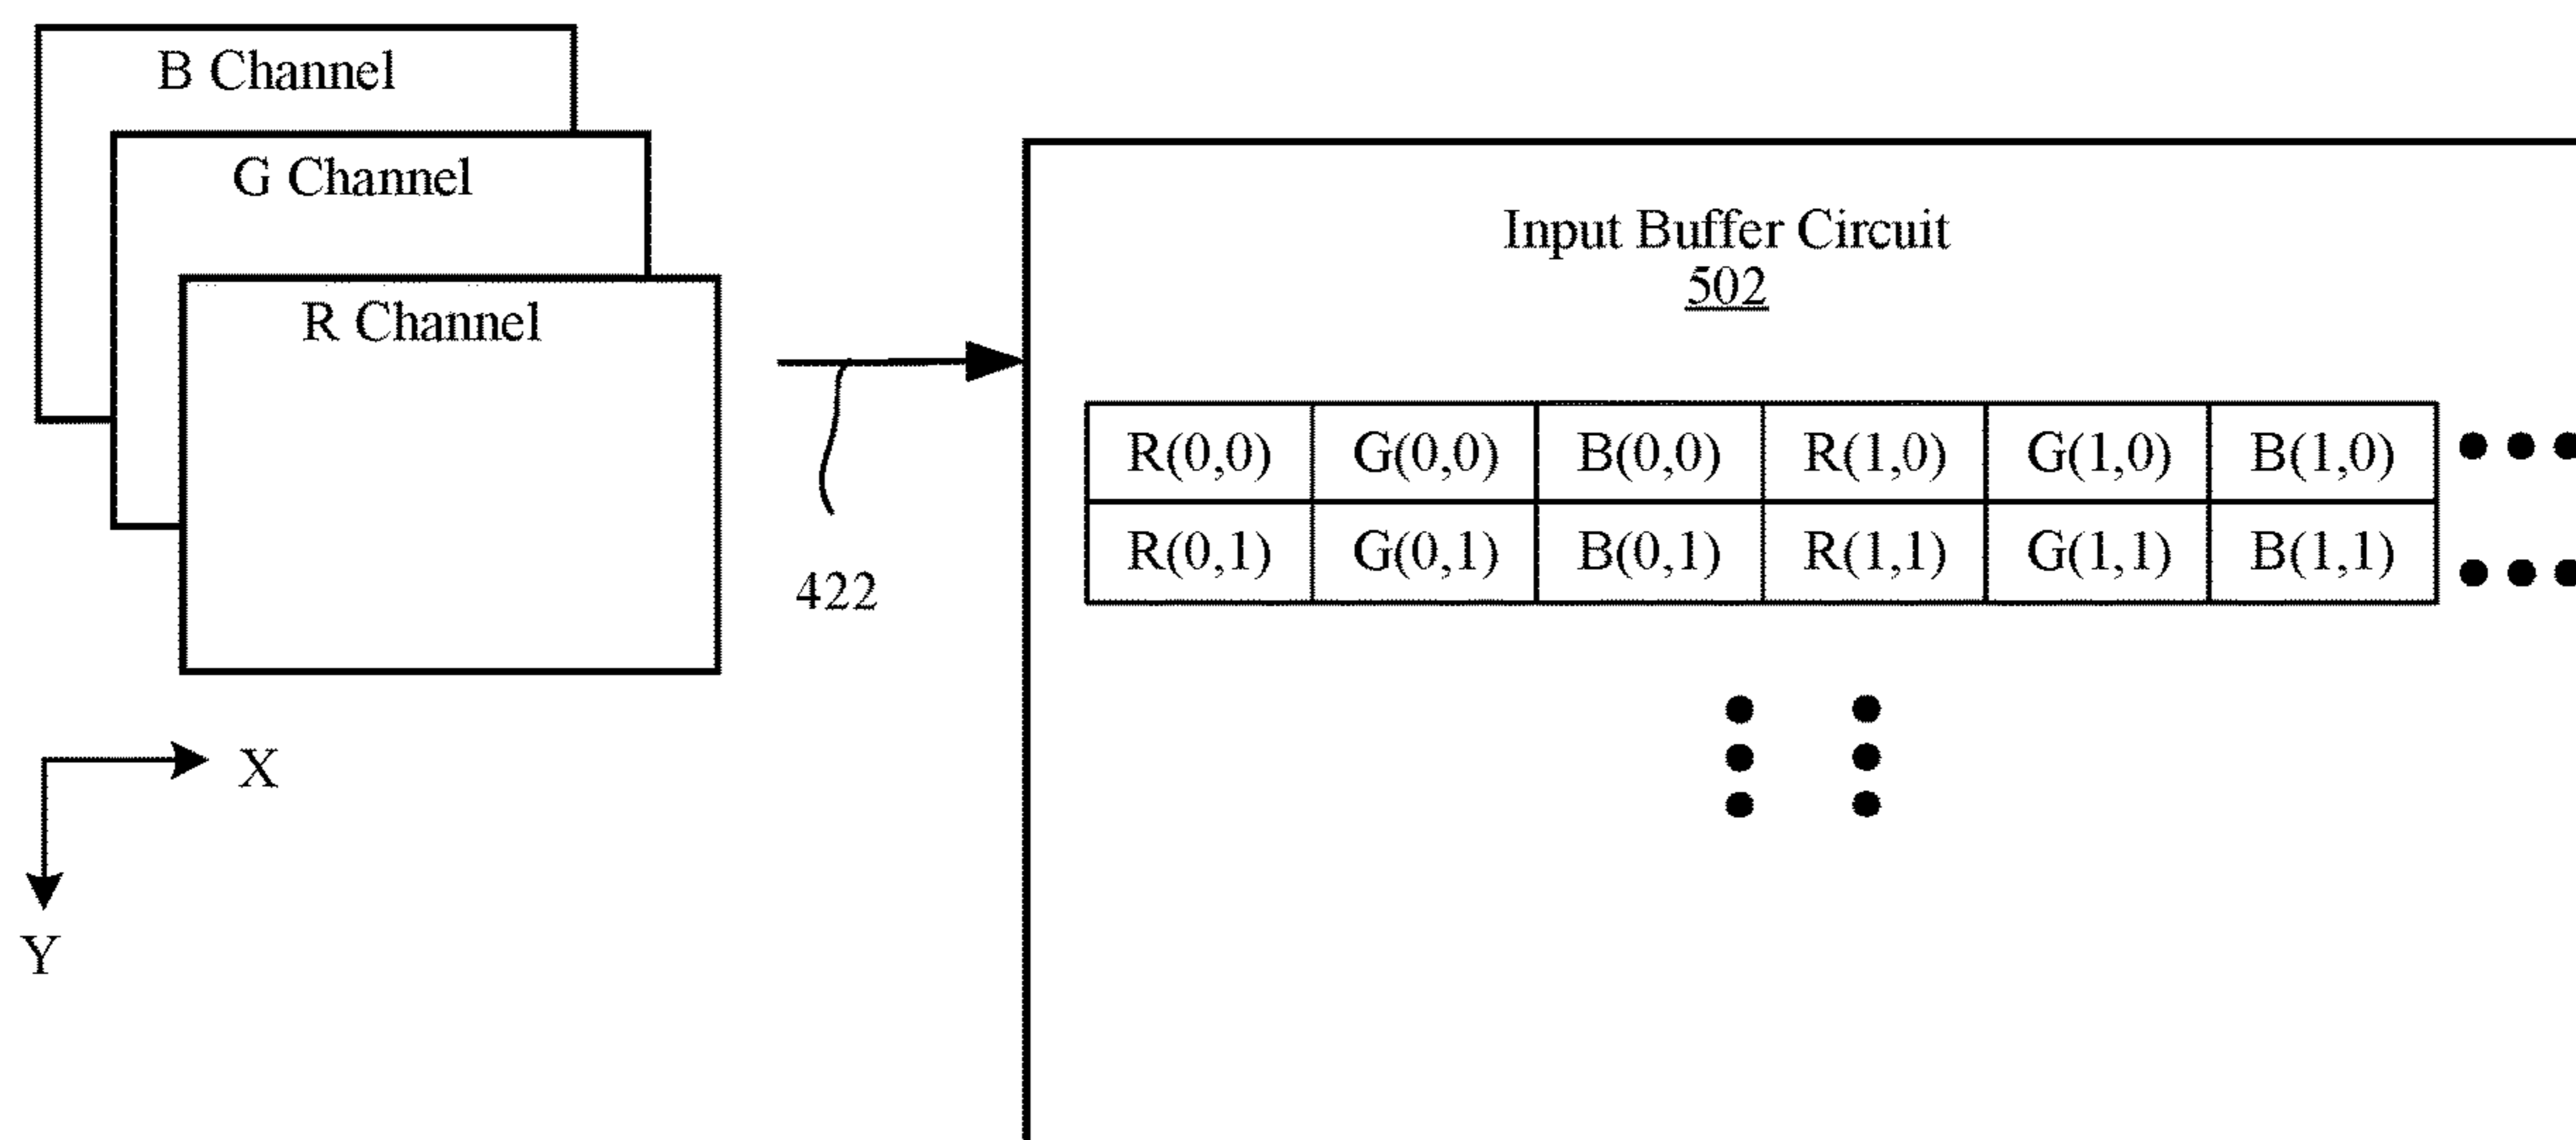 B Channel
G Channel
R Channel
422
X
Y
Input Buffer Circuit
502
R(0,0) G(0,0) B(0,0) R(1,0) G(1,0) B(1,0)
R(0,1) G(0,1) B(0,1) R(1,1) G(1,1) B(1,1)